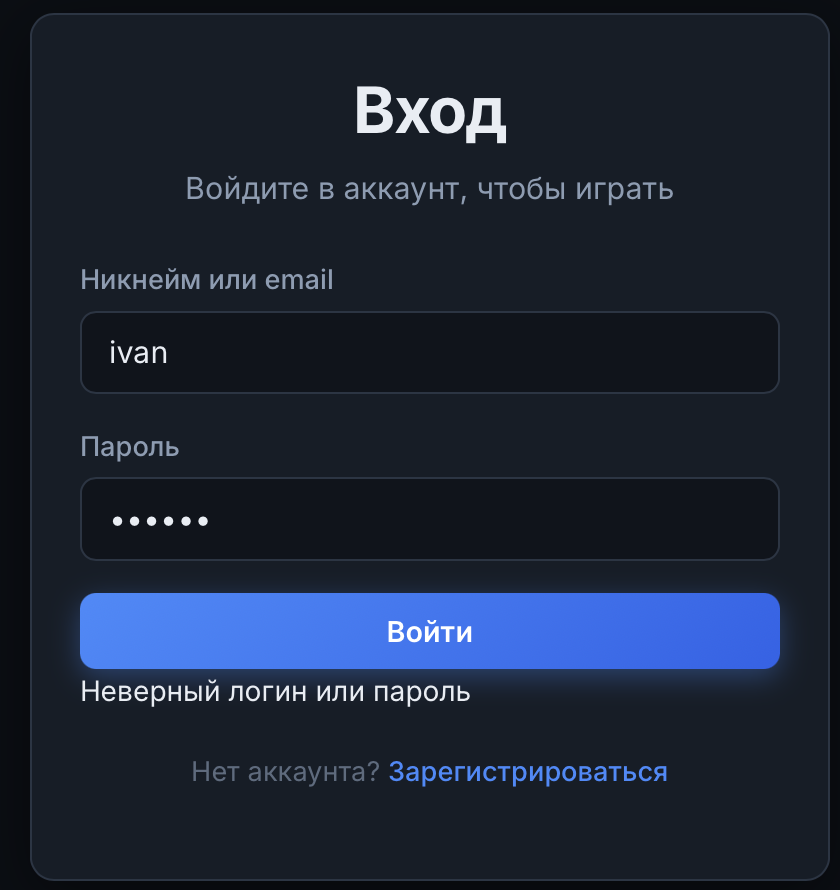 Вход
Войдите в аккаунт, чтобы играть
Никнейм или email
ivan
Пароль
••••••
Войти
Неверный логин или пароль
Нет аккаунта? Зарегистрироваться